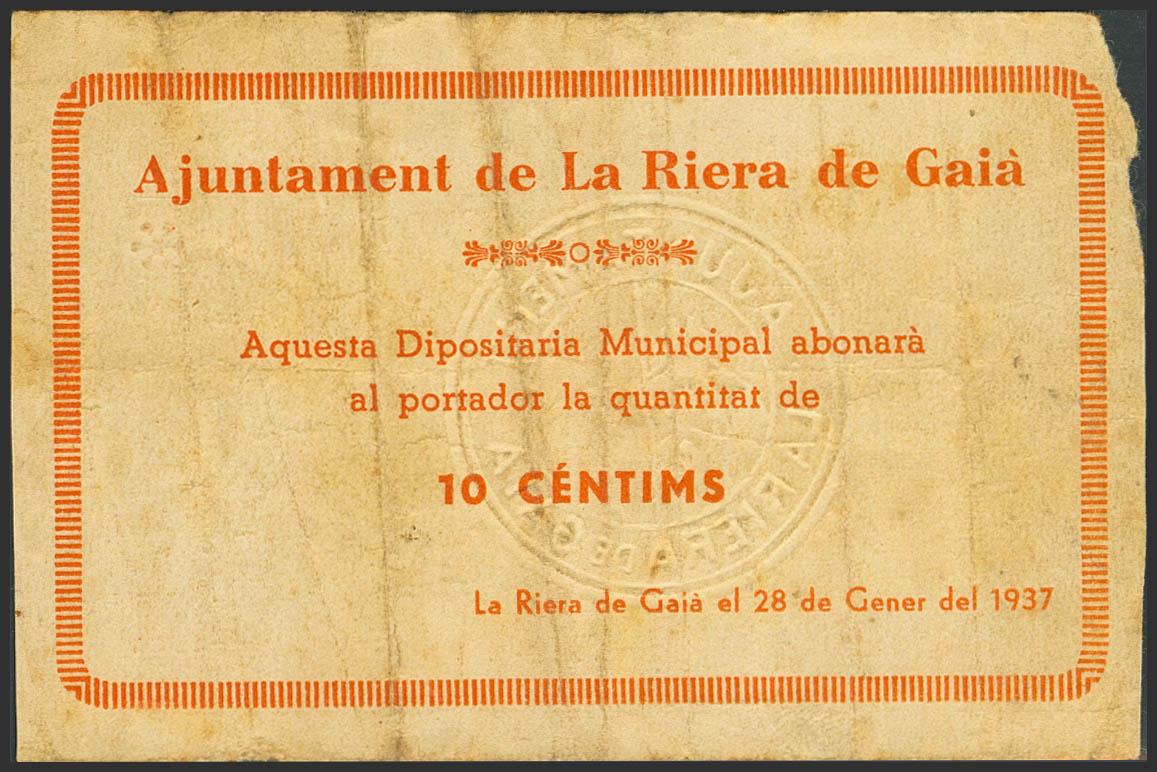 Ajuntament de La Riera de Gaià
Aquesta Dipositaria Municipal abonarà
al portador la quantitat de
10 CÉNTIMS
La Riera de Gaià el 28 de Gener del 1937